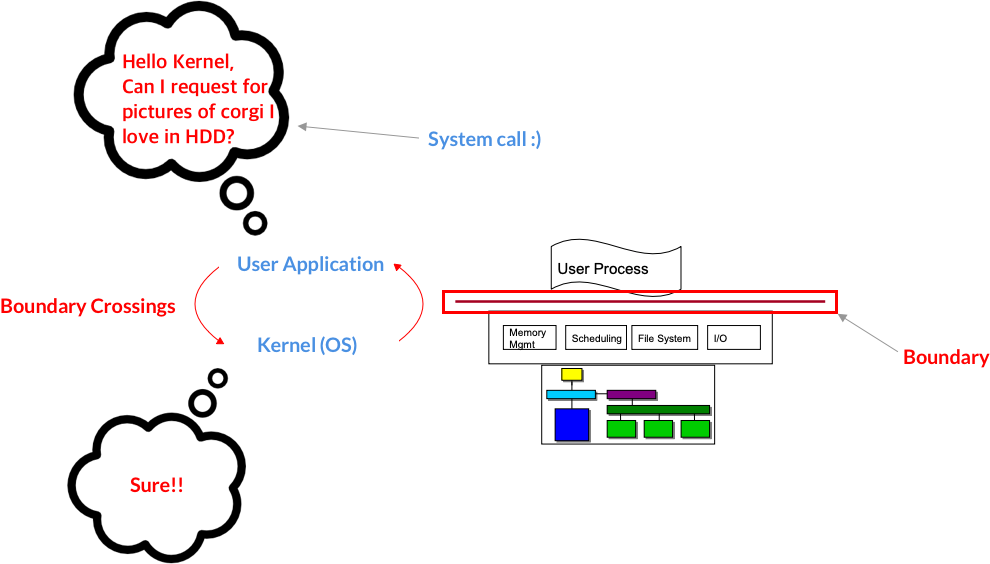 Hello Kernel,
Can I request for
pictures of corgi I
love in HDD?
System call :)
User Application
Boundary Crossings
Kernel (OS)
Sure!!
User Process
Memory
Mgmt
Scheduling
File System
I/O
Boundary